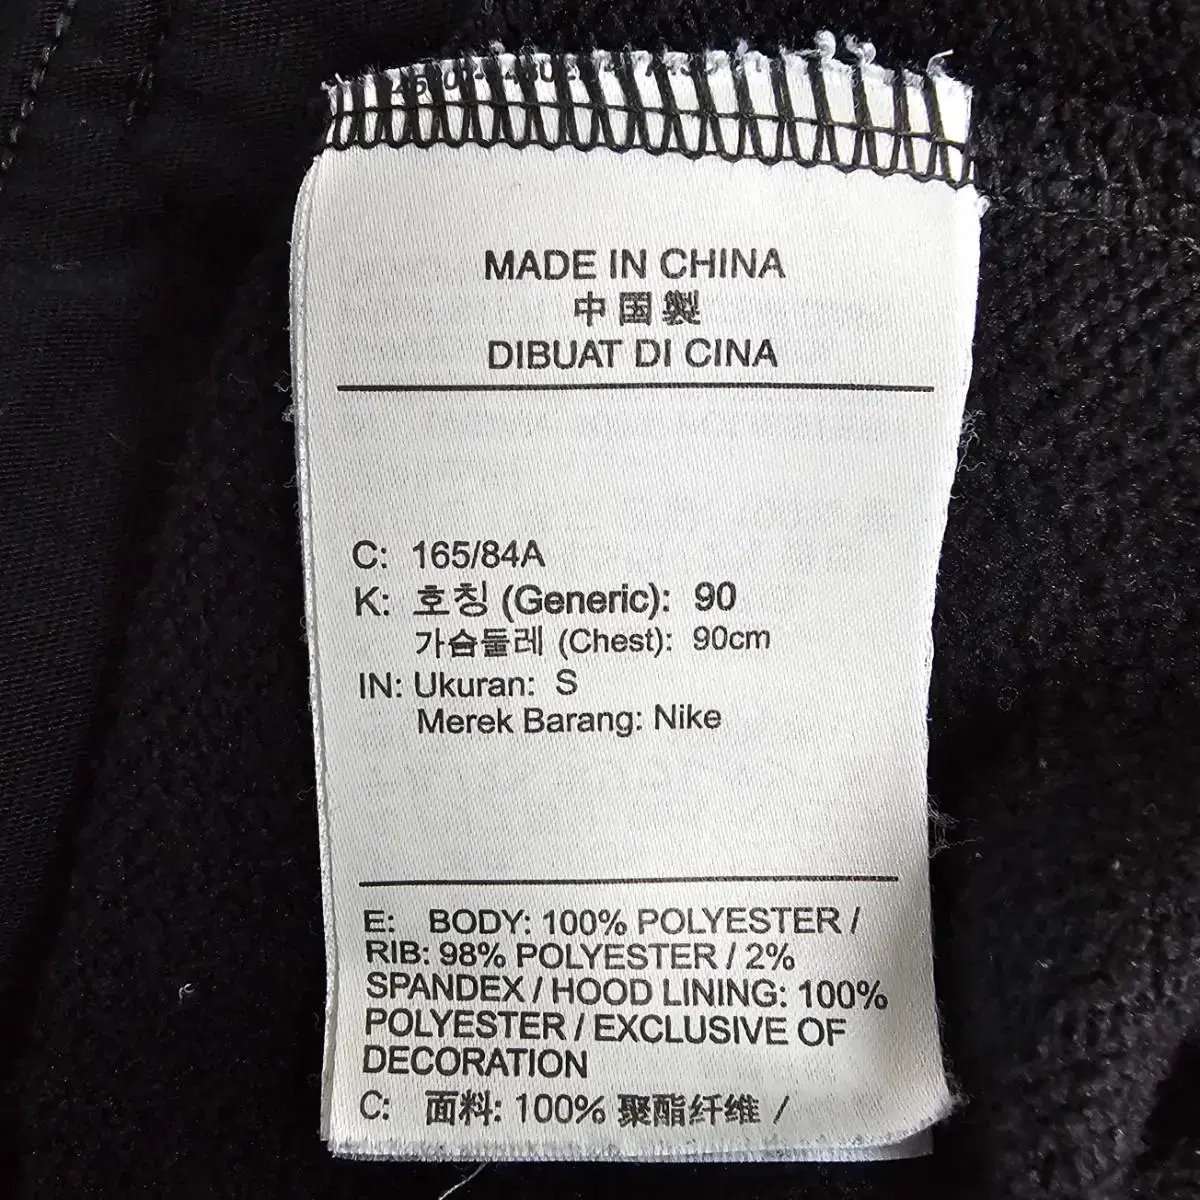 MADE IN CHINA
中国製
DIBUAT DI CINA
C: 165/84A
K: 호칭 (Generic): 90
가슴둘레 (Chest): 90cm
IN: Ukuran: S
Merek Barang: Nike
E: BODY: 100% POLYESTER /
RIB: 98% POLYESTER / 2%
SPANDEX / HOOD LINING: 100%
POLYESTER / EXCLUSIVE OF
DECORATION
C: 面料: 100% 聚酯纤维 /